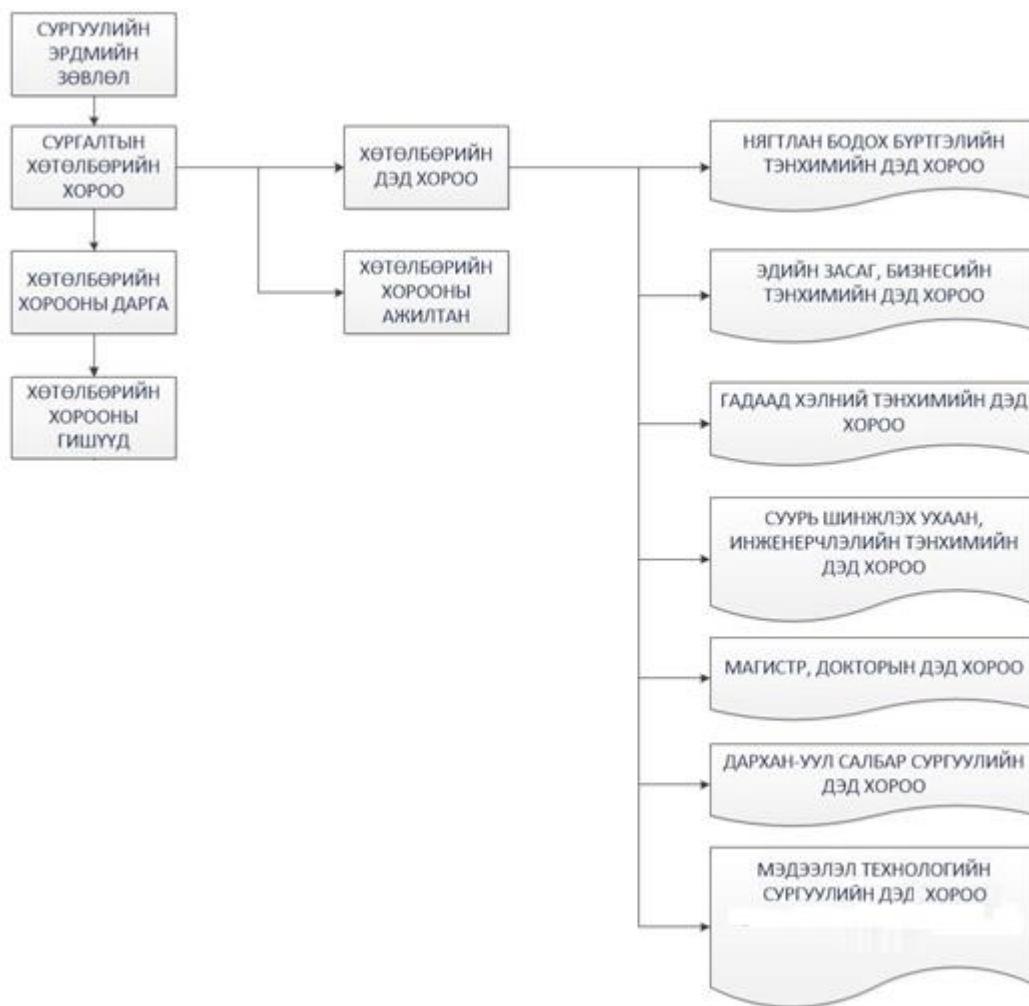 СУРГУУЛИЙН
ЭРДМИЙН
ЗӨВЛӨЛ
СУРГАЛТЫН
ХӨТӨЛБӨРИЙН
ХОРОО
ХӨТӨЛБӨРИЙН
ХОРООНЫ ДАРГА
ХӨТӨЛБӨРИЙН
ХОРООНЫ
ГИШҮҮД
ХӨТӨЛБӨРИЙН
ДЭД ХОРОО
ХӨТӨЛБӨРИЙН
ХОРООНЫ
АЖИЛТАН
НЯГТЛАН БОДОХ БҮРТГЭЛИЙН
ТЭНХИМИЙН ДЭД ХОРОО
ЭДИЙН ЗАСАГ, БИЗНЕСИЙН
ТЭНХИМИЙН ДЭД ХОРОО
ГАДААД ХЭЛНИЙ ТЭНХИМИЙН ДЭД
ХОРОО
СУУРЬ ШИНЖЛЭХ УХААН,
ИНЖЕНЕРЧЛЭЛИЙН ТЭНХИМИЙН
ДЭД ХОРОО
МАГИСТР, ДОКТОРЫН ДЭД ХОРОО
ДАРХАН-УУЛ САЛБАР СУРГУУЛИЙН
ДЭД ХОРОО
МЭДЭЭЛЭЛ ТЕХНОЛОГИЙН
СУРГУУЛИЙН ДЭД ХОРОО